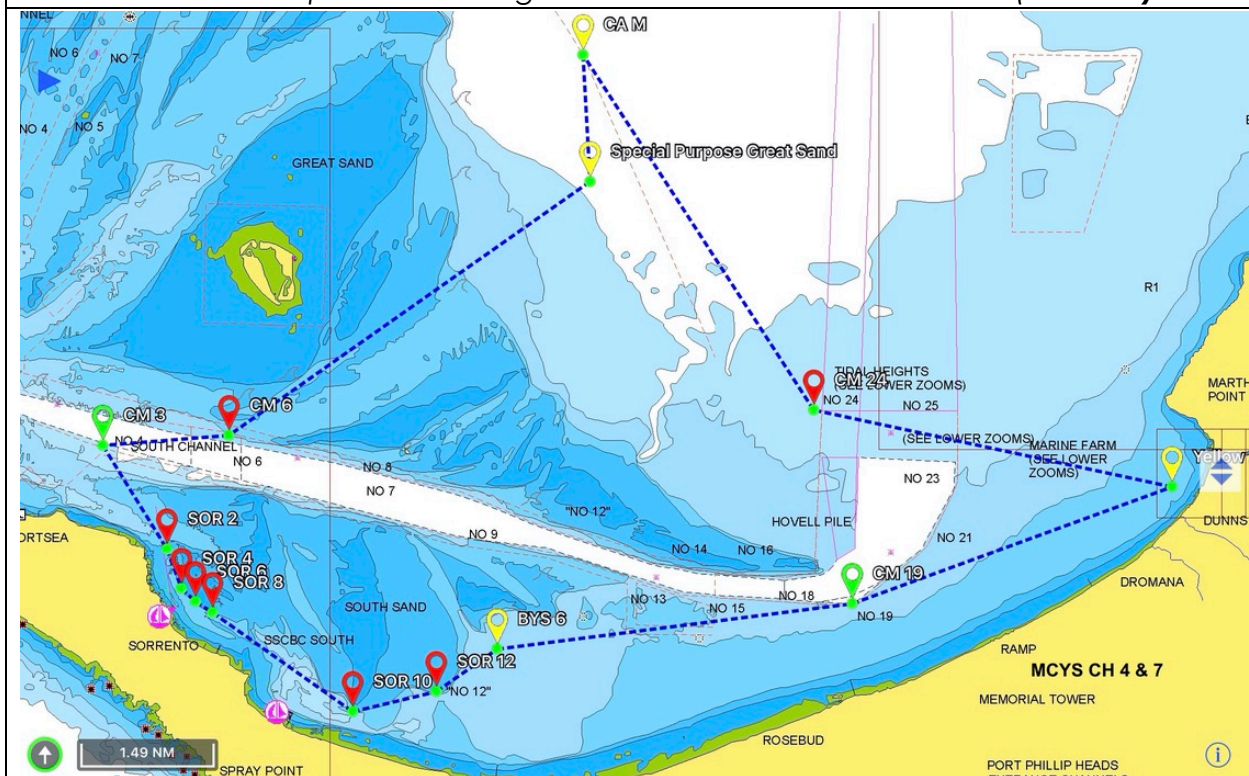 CA M
NNEL
NO 6
NO 7
NO 4
NO 5
GREAT SAND
Special Purpose Great Sand
R1
MARTH
POINT
TIDAL HEIGHTS
(SEE LOWER ZOOMS)
CM 24
NO 24
NO 25
(SEE LOWER ZOOMS)
MARINE FARM
(SEE LOWER
ZOOMS)
Yellow
CM 3
CM 6
NO 4
SOUTH CHANNEL
NO 6
NO 8
NO 7
NO 23
"NO 12"
HOVELL PILE
DUNNS
ORTSEA
SOR 2
NO 9
NO 14
NO 16
NO 21
SOR 4
SOR 6
SOR 8
CM 19
DROMANA
NO 13
NO 15
NO 18
NO 19
SOUTH SAND
BYS 6
SORRENTO
SSCBC SOUTH
RAMP
SOR 12
MCYS CH 4 & 7
SOR 10
"NO 12"
MEMORIAL TOWER
ROSEBUD
1.49 NM
SPRAY POINT
PORT PHILLIP HEADS